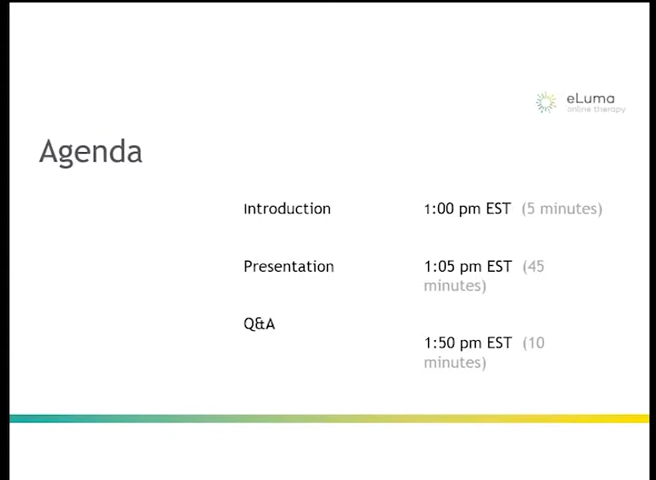 eLuma
online therapy
Agenda
Introduction
1:00 pm EST (5 minutes)
Presentation
1:05 pm EST (45
minutes)
Q&A
1:50 pm EST (10
minutes)